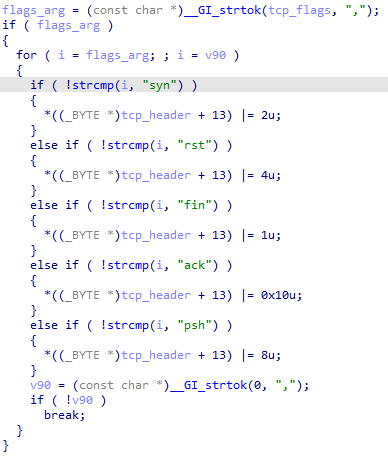 flags_arg = (const char *)__GI_strtok(tcp_flags, ",");
if ( flags_arg )
{
  for ( i = flags_arg; ; i = v90 )
  {
    if ( !strcmp(i, "syn") )
    {
      *((_BYTE *)tcp_header + 13) |= 2u;
    }
    else if ( !strcmp(i, "rst") )
    {
      *((_BYTE *)tcp_header + 13) |= 4u;
    }
    else if ( !strcmp(i, "fin") )
    {
      *((_BYTE *)tcp_header + 13) |= 1u;
    }
    else if ( !strcmp(i, "ack") )
    {
      *((_BYTE *)tcp_header + 13) |= 0x10u;
    }
    else if ( !strcmp(i, "psh") )
    {
      *((_BYTE *)tcp_header + 13) |= 8u;
    }
    v90 = (const char *)__GI_strtok(0, ",");
    if ( !v90 )
      break;
  }
}